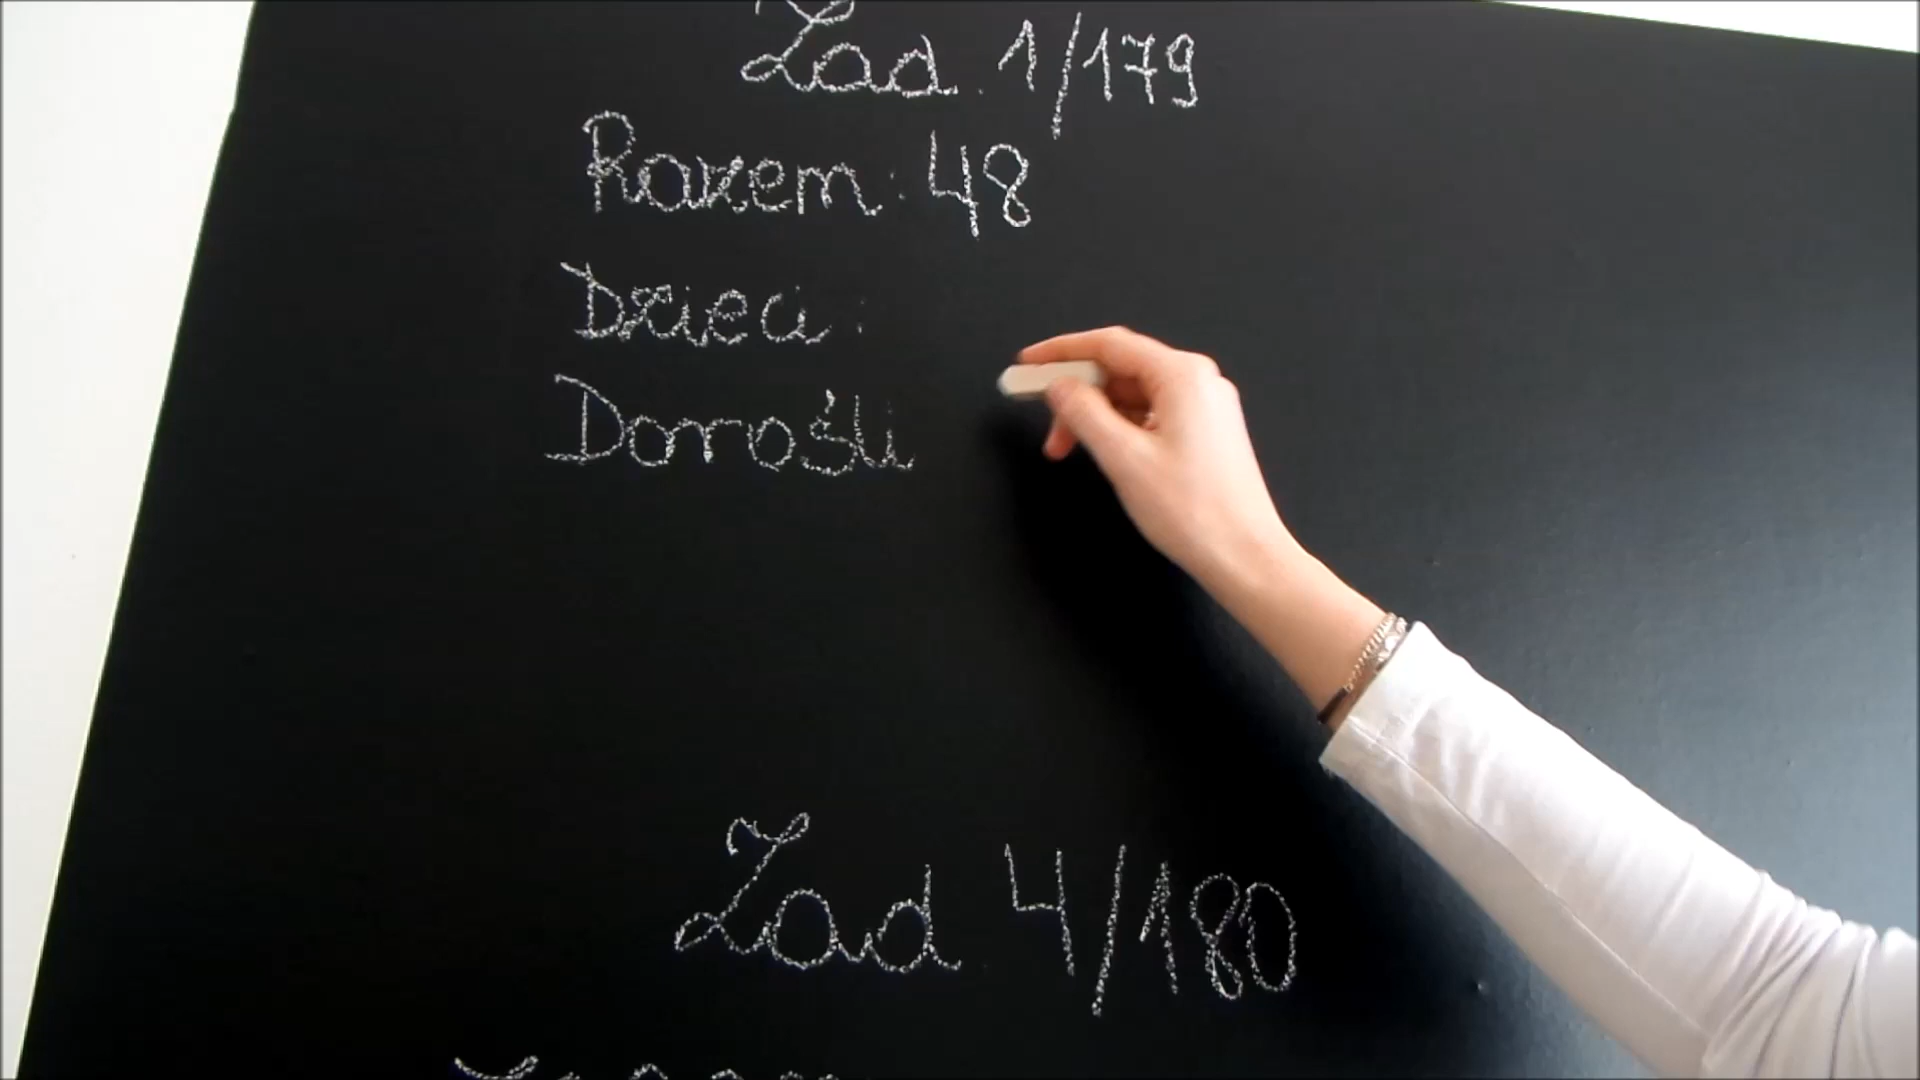 Zad. 1/179
Razem: 48
Dzieci:
Dorośli
Zad 4/180